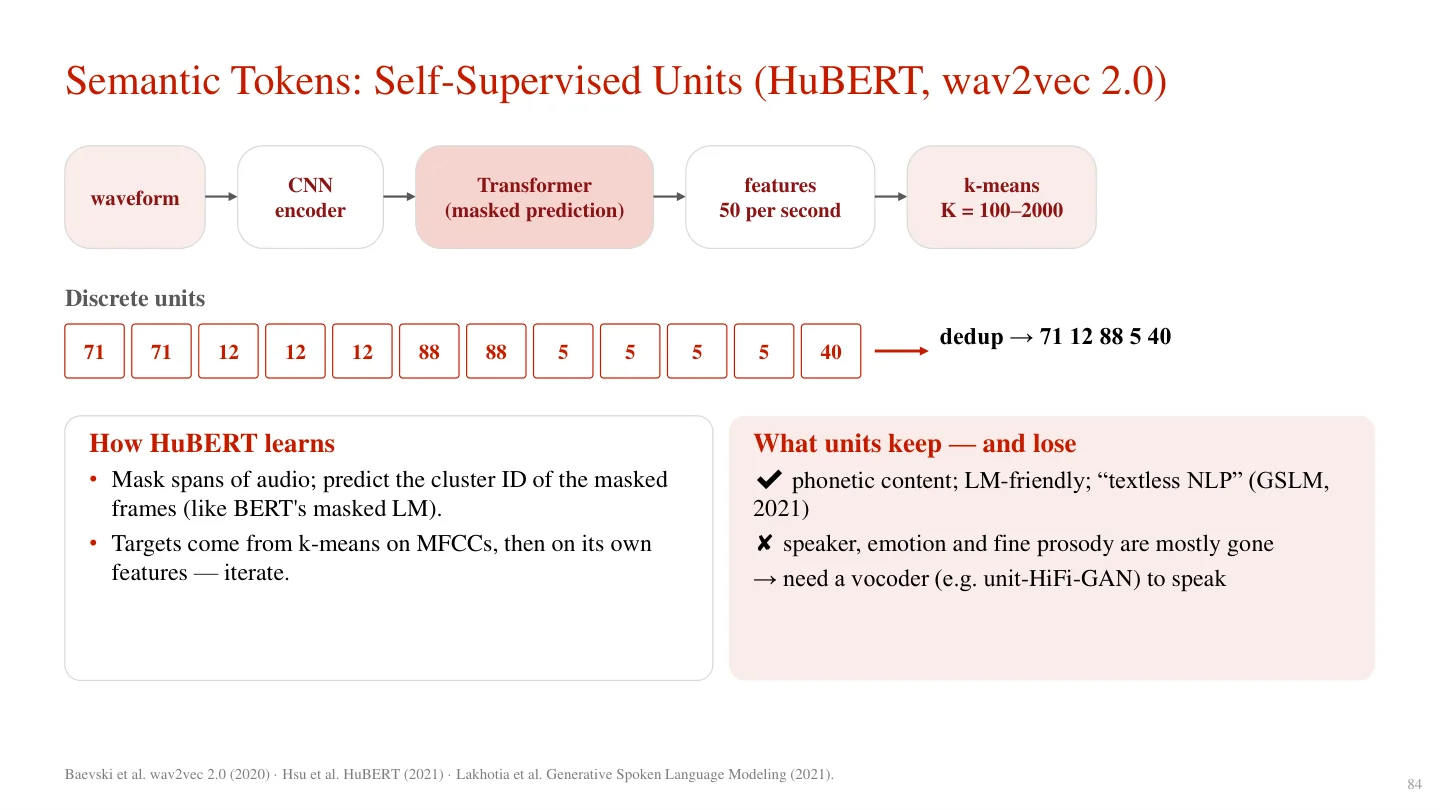 Semantic Tokens: Self-Supervised Units (HuBERT, wav2vec 2.0)
waveform
CNN
encoder
Transformer
(masked prediction)
features
50 per second
k-means
K = 100–2000
Discrete units
71 71 12 12 12 88 88 5 5 5 5 40
dedup → 71 12 88 5 40
How HuBERT learns
• Mask spans of audio; predict the cluster ID of the masked
frames (like BERT's masked LM).
• Targets come from k-means on MFCCs, then on its own
features — iterate.
What units keep — and lose
✔ phonetic content; LM-friendly; “textless NLP” (GSLM,
2021)
✘ speaker, emotion and fine prosody are mostly gone
→ need a vocoder (e.g. unit-HiFi-GAN) to speak
Baevski et al. wav2vec 2.0 (2020) · Hsu et al. HuBERT (2021) · Lakhotia et al. Generative Spoken Language Modeling (2021).
84